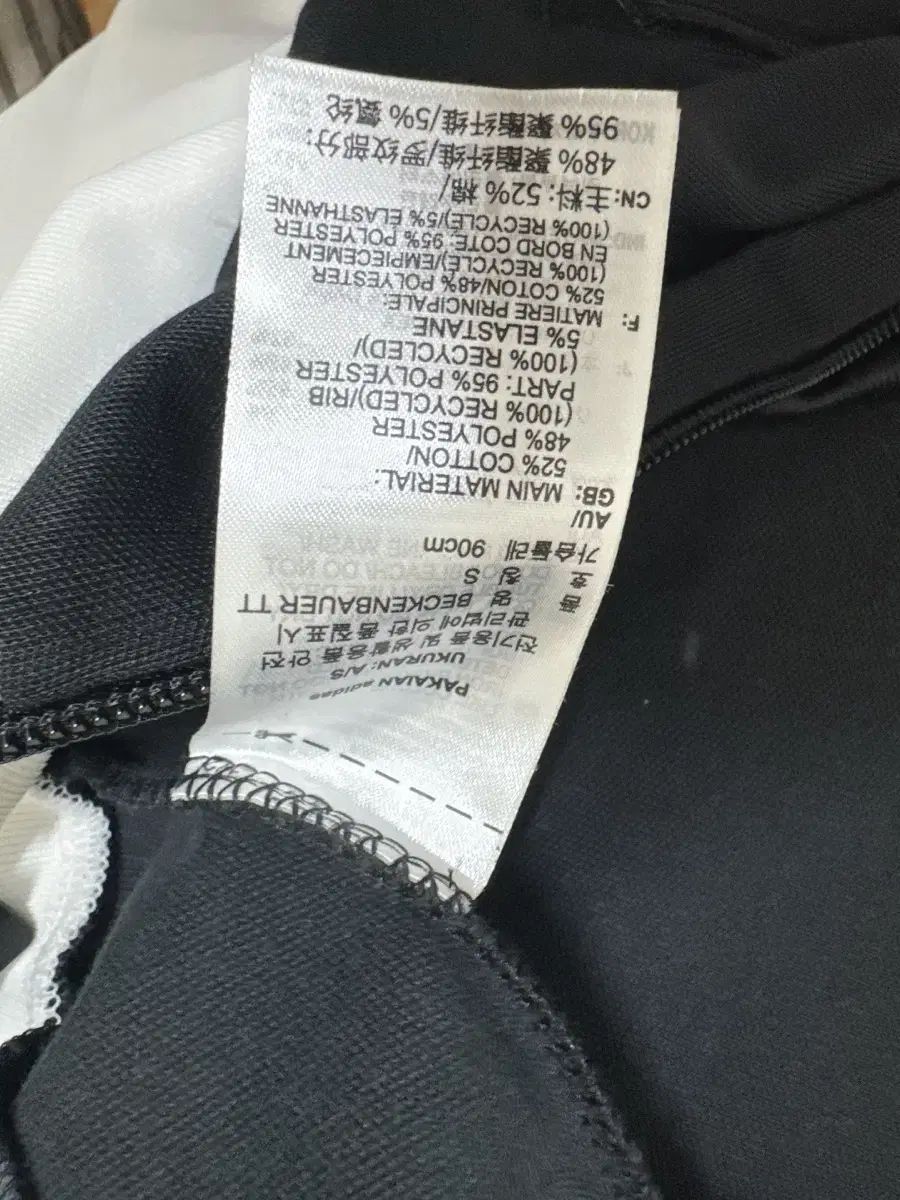 PAKAIAN adidas
UKURAN: A/S
전기용품 및 생활용품 안전
관리법에 의한 품질표시
품 명 BECKENBAUER TT
호 칭 S
가슴둘레 90cm
AU/
GB: MAIN MATERIAL:
52% COTTON/
48% POLYESTER
(100% RECYCLED)/RIB
PART: 95% POLYESTER
(100% RECYCLED)/
5% ELASTANE
F: MATIERE PRINCIPALE:
52% COTON/48% POLYESTER
(100% RECYCLÉ)/EMPIECEMENT
EN BORD COTE: 95% POLYESTER
(100% RECYCLÉ)/5% ELASTHANNE
CN:主料: 52% 棉/
48% 聚酯纤维/罗纹部分:
95% 聚酯纤维/5% 氨纶